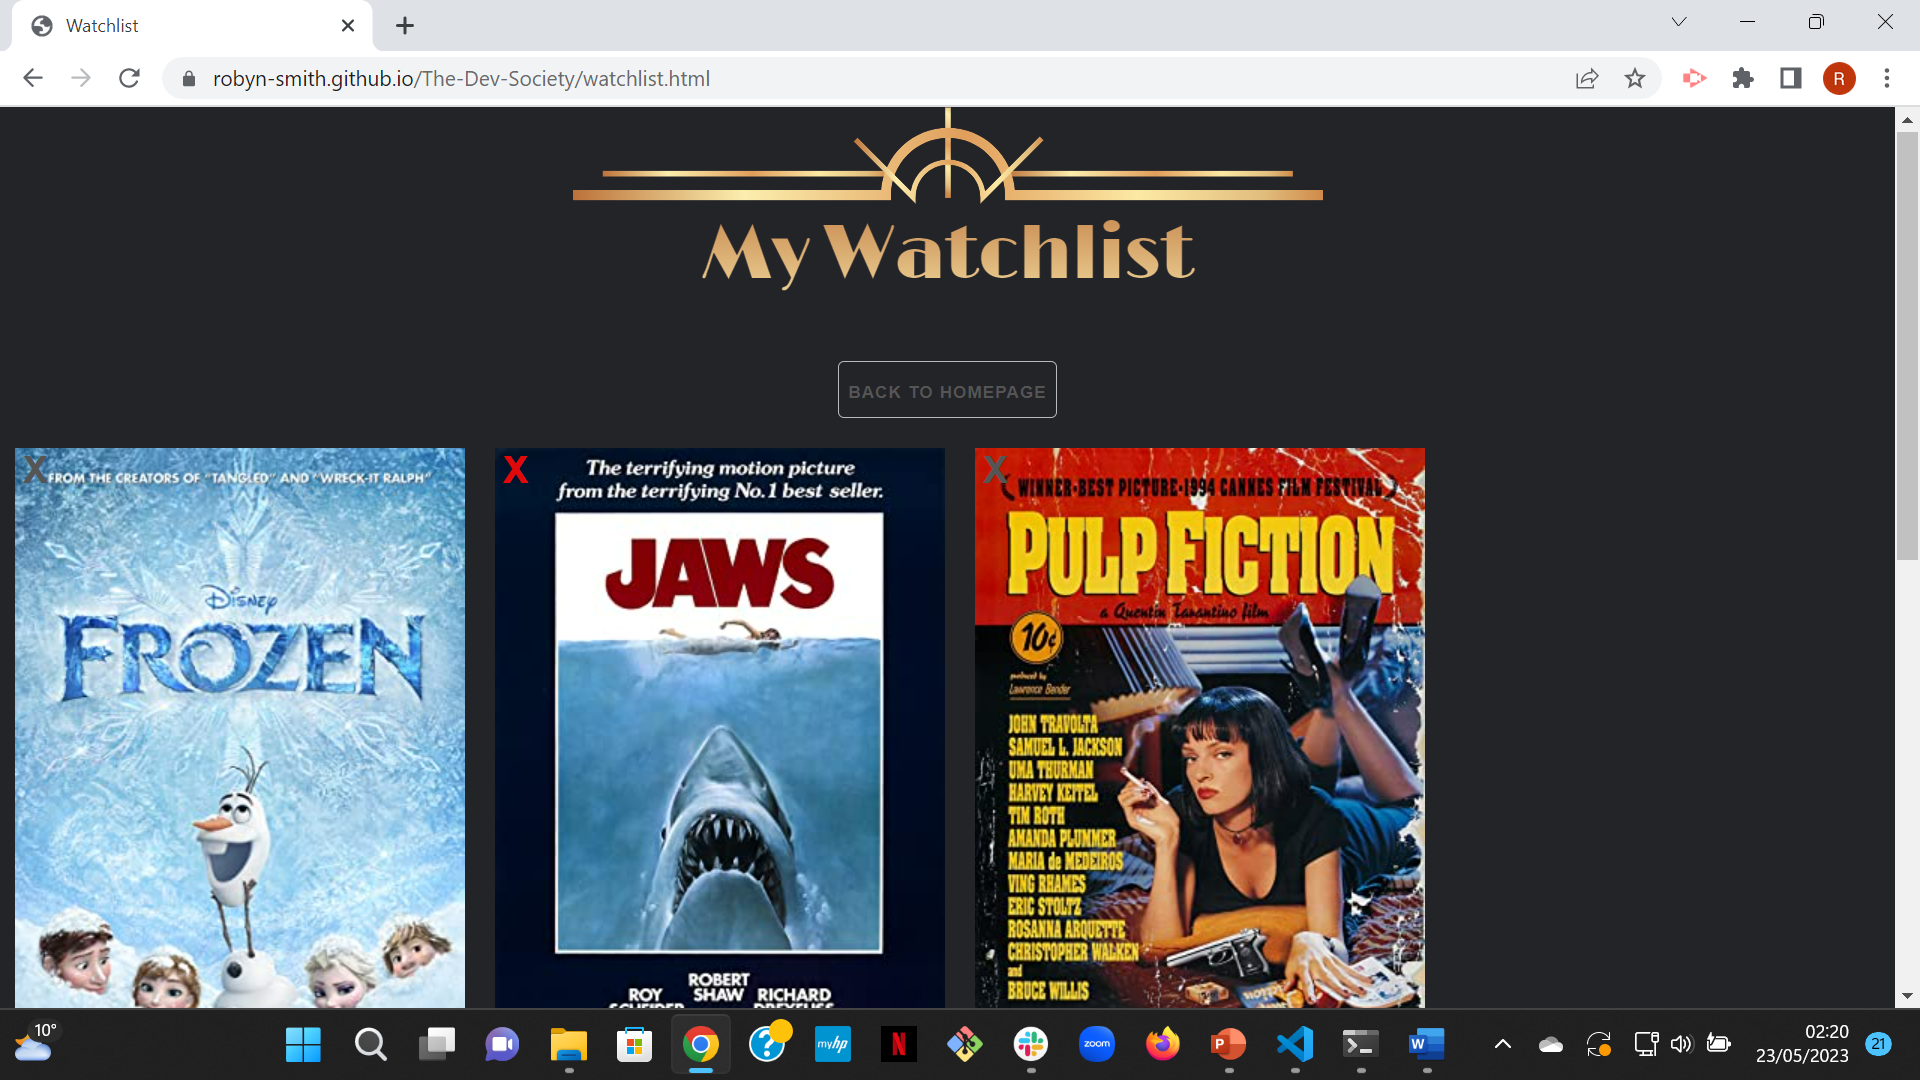 Watchlist
robyn-smith.github.io/The-Dev-Society/watchlist.html
R
My Watchlist
BACK TO HOMEPAGE
X
FROM THE CREATORS OF "TANGLED" AND "WRECK-IT RALPH"
DISNEY
FROZEN
X
The terrifying motion picture
from the terrifying No.1 best seller.
JAWS
ROY
ROBERT
SHAW
RICHARD
X
WINNER-BEST PICTURE-1994 CANNES FILM FESTIVAL
PULP FICTION
a Quentin Tarantino film
10¢
produced by
Lawrence Bender
JOHN TRAVOLTA
SAMUEL L. JACKSON
UMA THURMAN
HARVEY KEITEL
TIM ROTH
AMANDA PLUMMER
MARIA de MEDEIROS
VING RHAMES
ERIC STOLTZ
ROSANNA ARQUETTE
CHRISTOPHER WALKEN
and
BRUCE WILLIS
10°
?
myhp
N
zoom
P
W
02:20
23/05/2023
21